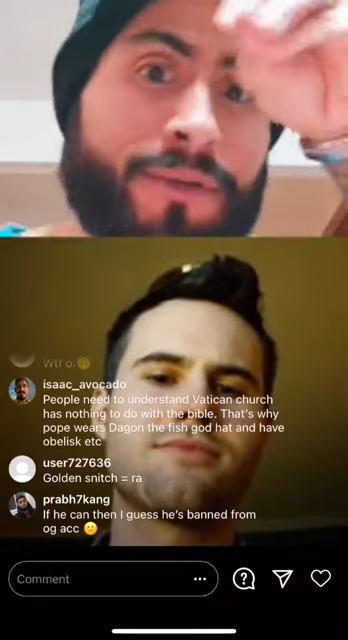 Wtf o.
isaac_avocado
People need to understand Vatican church
has nothing to do with the bible. That's why
pope wears Dagon the fish god hat and have
obelisk etc
user727636
Golden snitch = ra
prabh7kang
If he can then I guess he's banned from
og acc 😕
Comment